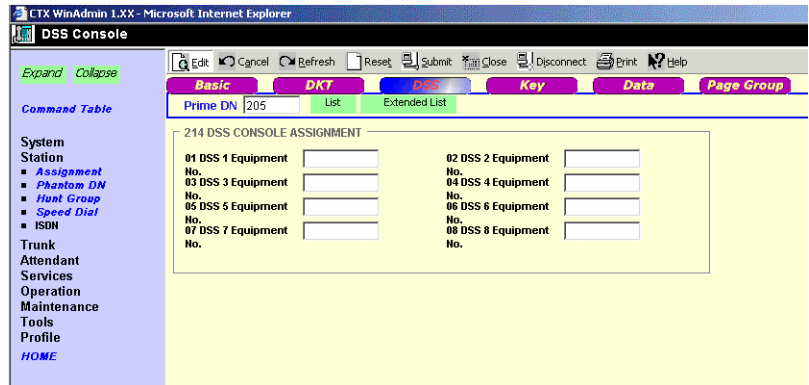 CTX WinAdmin 1.XX - Microsoft Internet Explorer
DSS Console
Edit Cancel Refresh Reset Submit Close Disconnect Print Help
Expand Collapse
Basic DKT DSS Key Data Page Group
Prime DN 205 List Extended List
Command Table
System
Station
Assignment
Phantom DN
Hunt Group
Speed Dial
ISDN
Trunk
Attendant
Services
Operation
Maintenance
Tools
Profile
HOME
214 DSS CONSOLE ASSIGNMENT
01 DSS 1 Equipment No.
02 DSS 2 Equipment No.
03 DSS 3 Equipment No.
04 DSS 4 Equipment No.
05 DSS 5 Equipment No.
06 DSS 6 Equipment No.
07 DSS 7 Equipment No.
08 DSS 8 Equipment No.